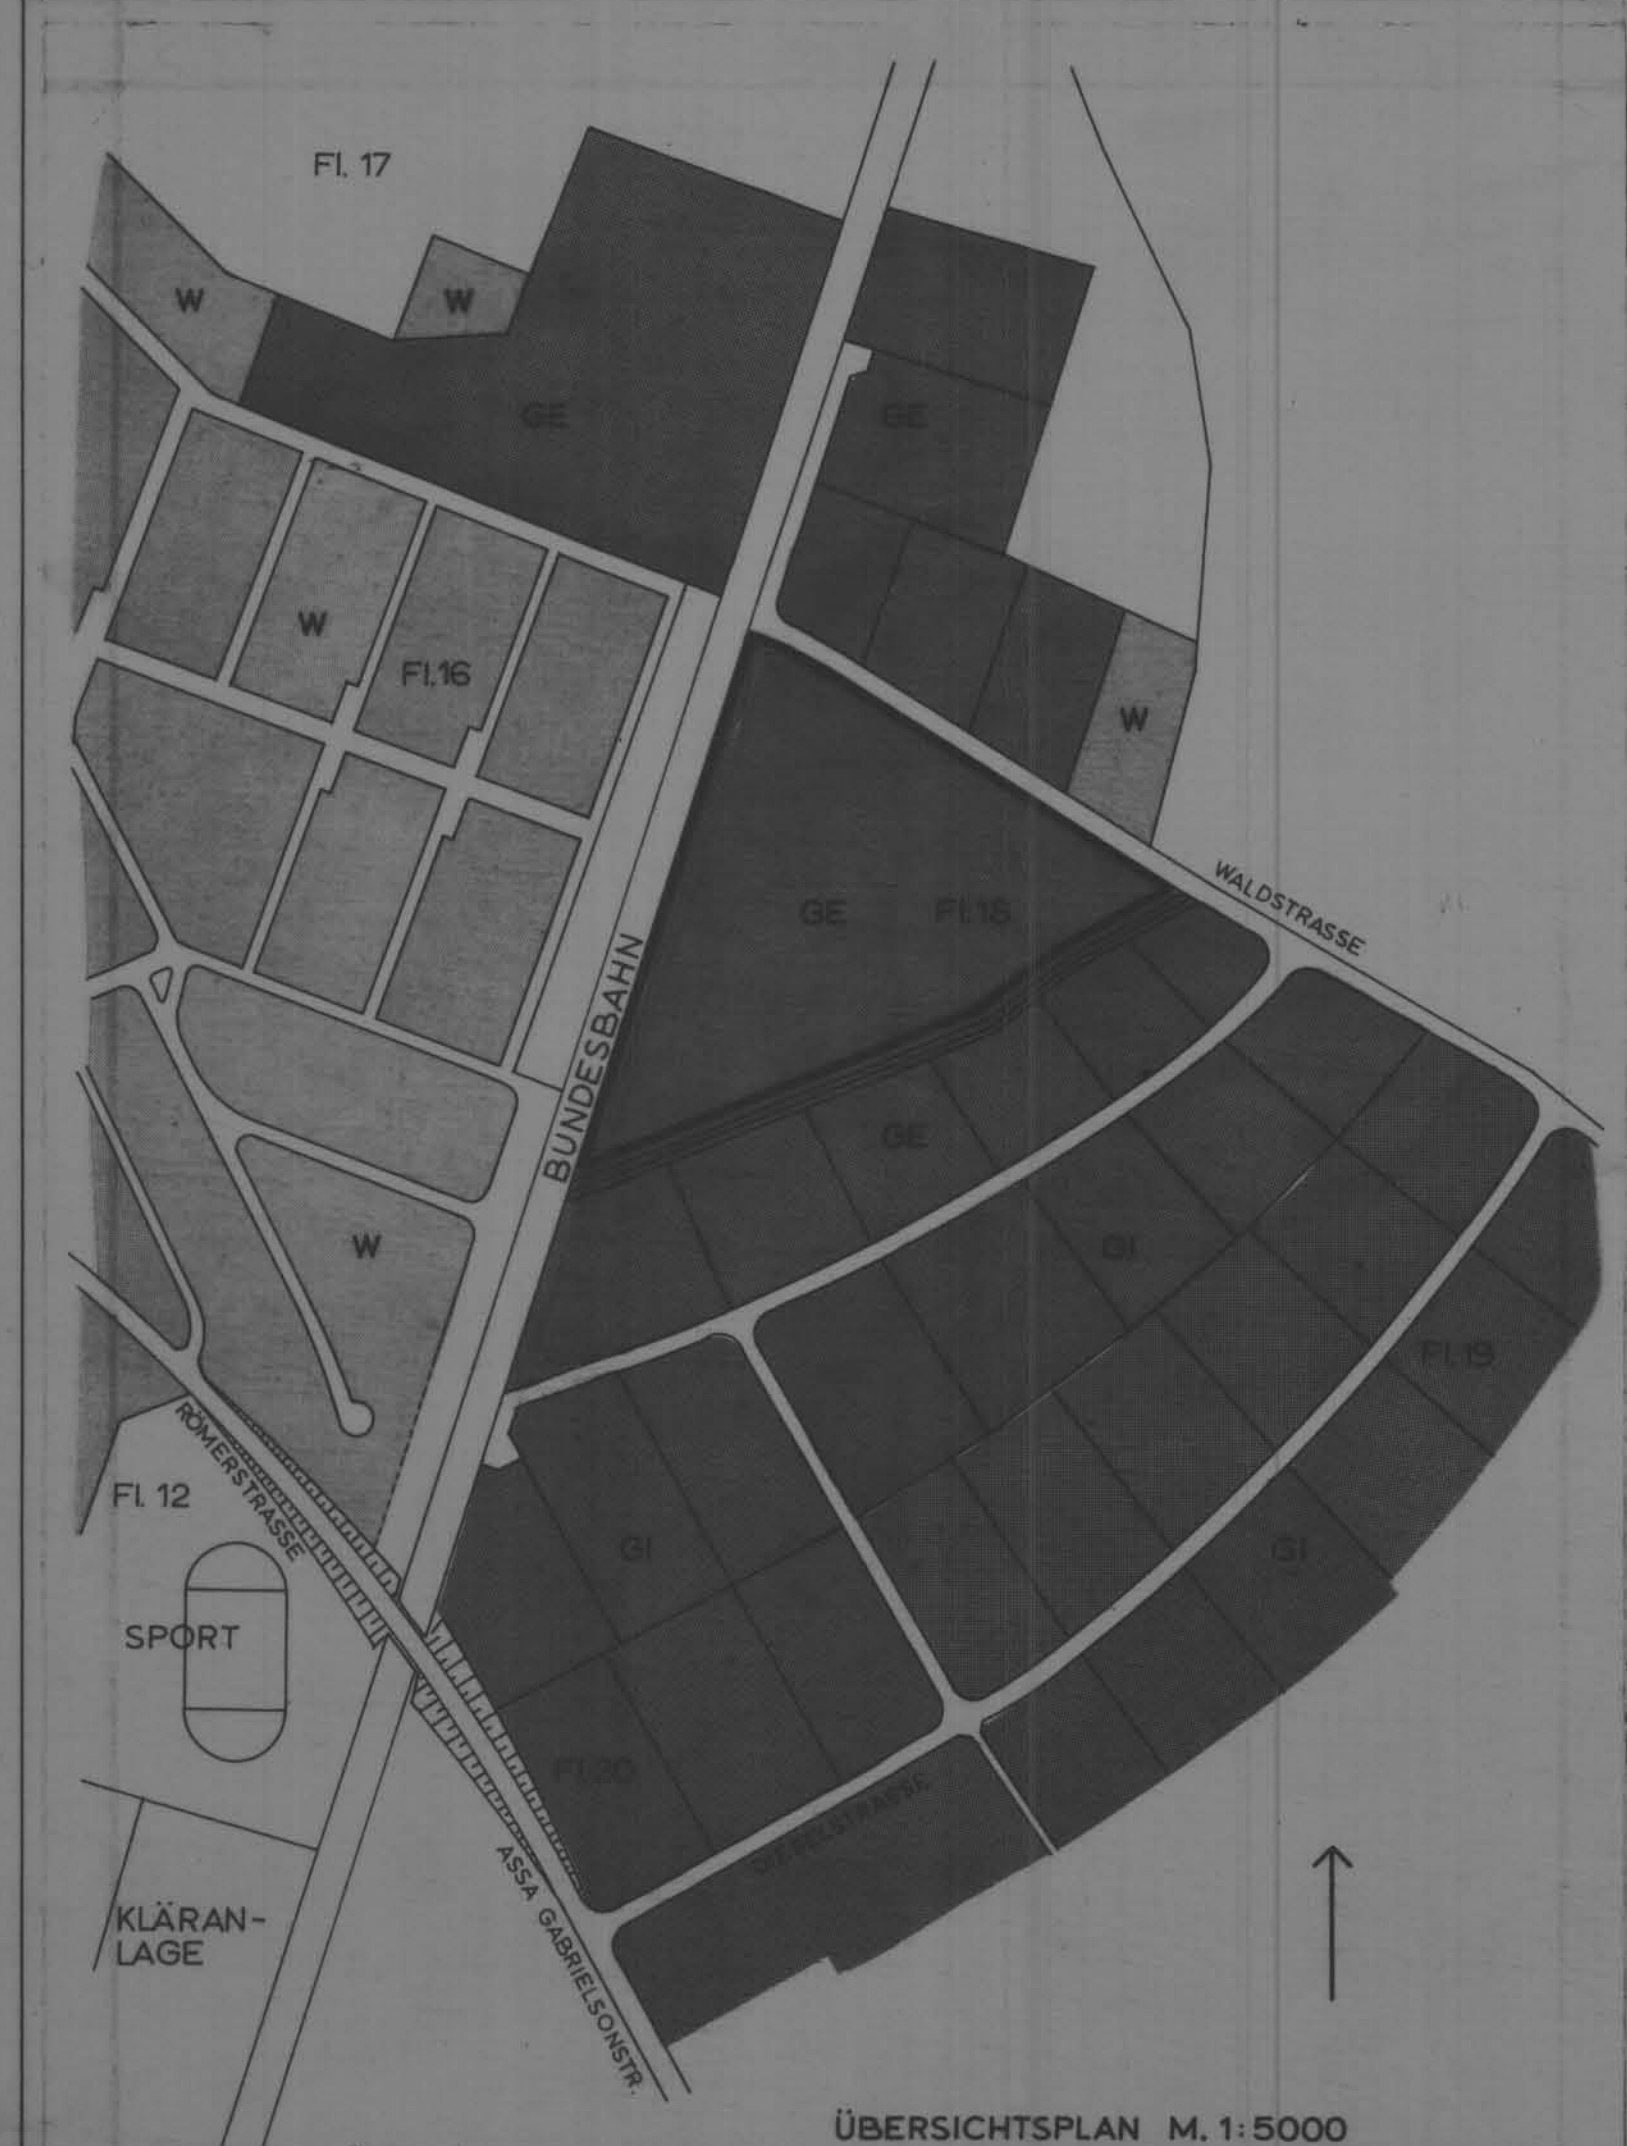 Fl. 17
W
W
GE
GE
W
Fl.16
W
WALDSTRASSE
GE
Fl.18
BUNDESBAHN
GE
W
GI
Fl.19
RÖMERSTRASSE
Fl. 12
GI
GI
SPORT
Fl.20
ASSA GABRIELSONSTR.
KLÄRAN-
LAGE
ÜBERSICHTSPLAN M. 1:5000